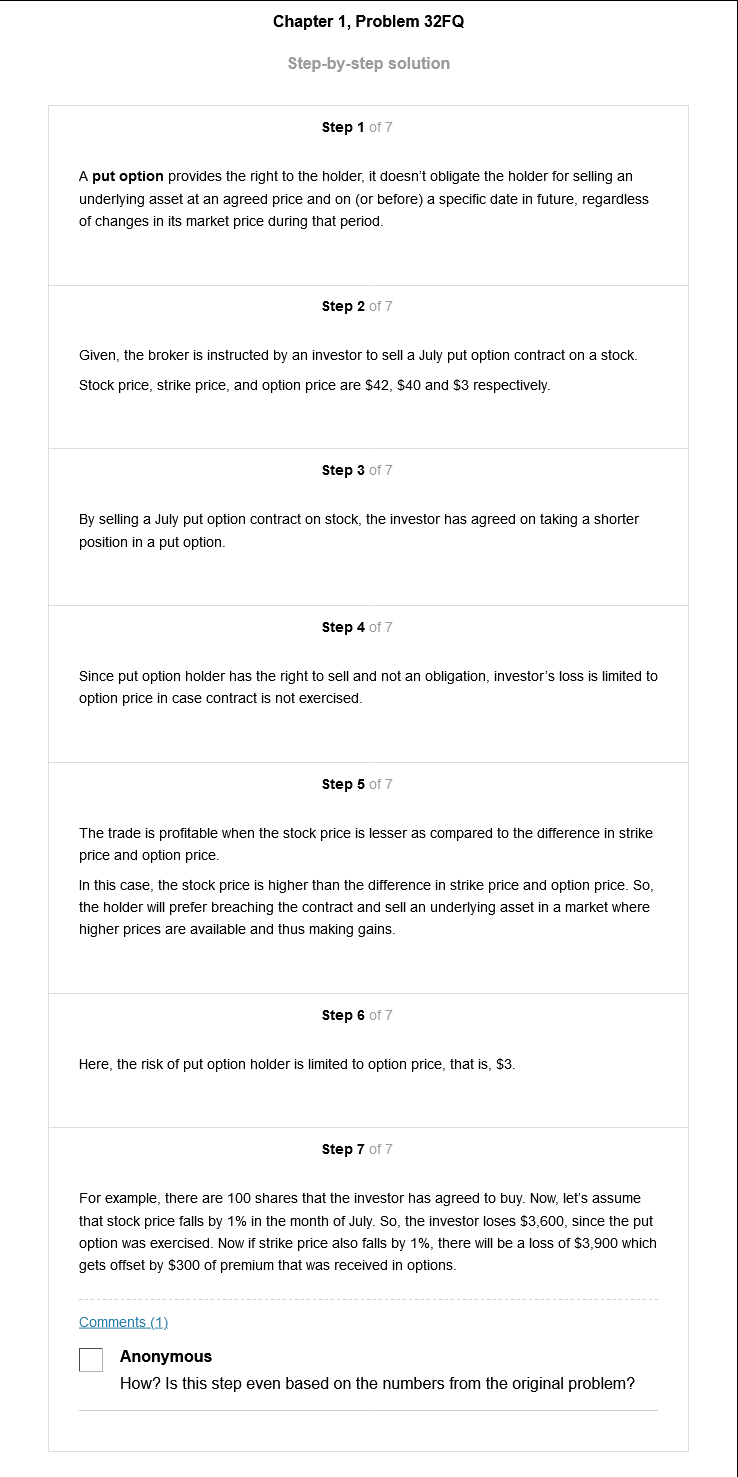 Chapter 1, Problem 32FQ
Step-by-step solution
Step 1 of 7
A put option provides the right to the holder, it doesn't obligate the holder for selling an
underlying asset at an agreed price and on (or before) a specific date in future, regardless
of changes in its market price during that period.
Step 2 of 7
Given, the broker is instructed by an investor to sell a July put option contract on a stock.
Stock price, strike price, and option price are $42, $40 and $3 respectively.
Step 3 of 7
By selling a July put option contract on stock, the investor has agreed on taking a shorter
position in a put option.
Step 4 of 7
Since put option holder has the right to sell and not an obligation, investor's loss is limited to
option price in case contract is not exercised.
Step 5 of 7
The trade is profitable when the stock price is lesser as compared to the difference in strike
price and option price.
In this case, the stock price is higher than the difference in strike price and option price. So,
the holder will prefer breaching the contract and sell an underlying asset in a market where
higher prices are available and thus making gains.
Step 6 of 7
Here, the risk of put option holder is limited to option price, that is, $3.
Step 7 of 7
For example, there are 100 shares that the investor has agreed to buy. Now, let's assume
that stock price falls by 1% in the month of July. So, the investor loses $3,600, since the put
option was exercised. Now if strike price also falls by 1%, there will be a loss of $3,900 which
gets offset by $300 of premium that was received in options.
Comments (1)
Anonymous
How? Is this step even based on the numbers from the original problem?